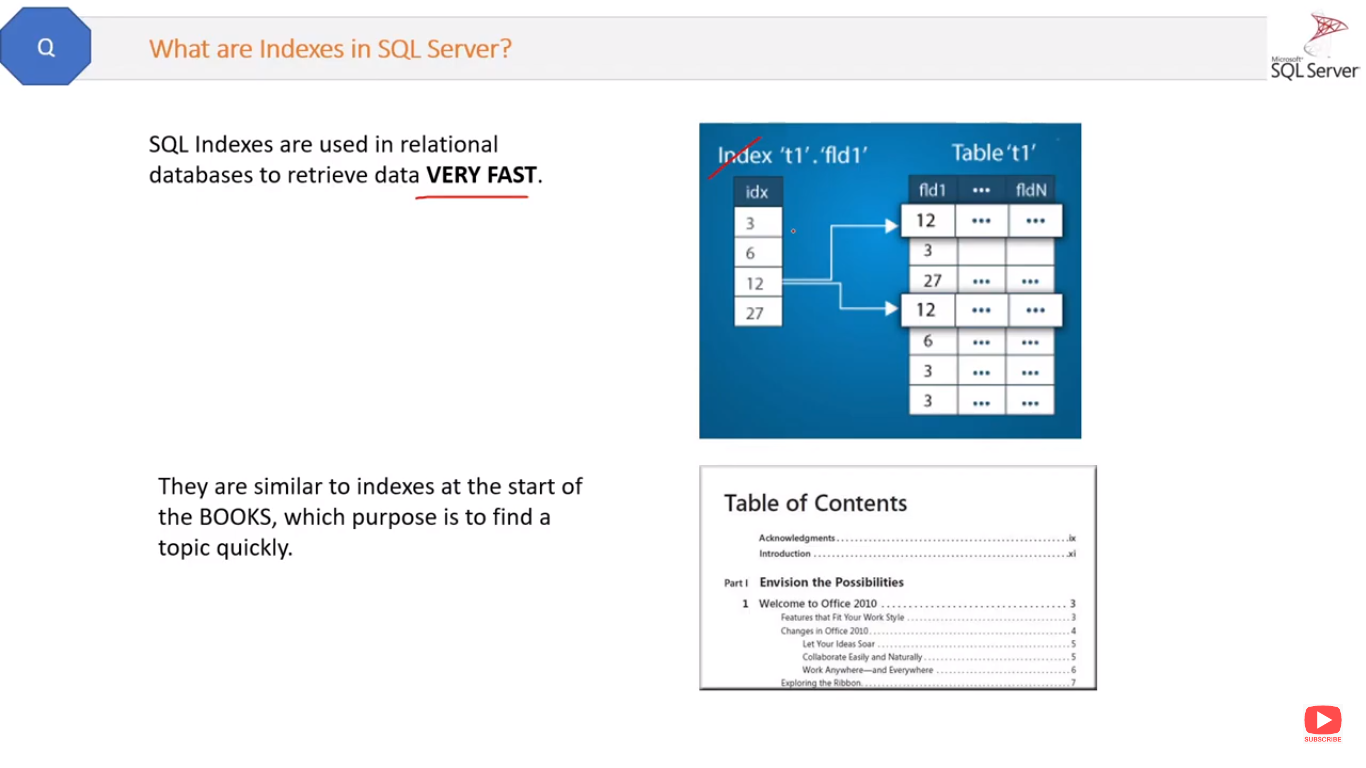 Q
What are Indexes in SQL Server?
Microsoft®
SQL Server
SQL Indexes are used in relational
databases to retrieve data VERY FAST.
Index 't1'.'fld1'
idx
3
6
12
27
Table 't1'
fld1 ••• fldN
12 ••• •••
3
27 ••• •••
12 ••• •••
6 ••• •••
3 ••• •••
3 ••• •••
They are similar to indexes at the start of
the BOOKS, which purpose is to find a
topic quickly.
Table of Contents
Acknowledgments ix
Introduction xi
Part I Envision the Possibilities
1 Welcome to Office 2010 3
Features that Fit Your Work Style 3
Changes in Office 2010 4
Let Your Ideas Soar 5
Collaborate Easily and Naturally 5
Work Anywhere—and Everywhere 6
Exploring the Ribbon 7
SUBSCRIBE